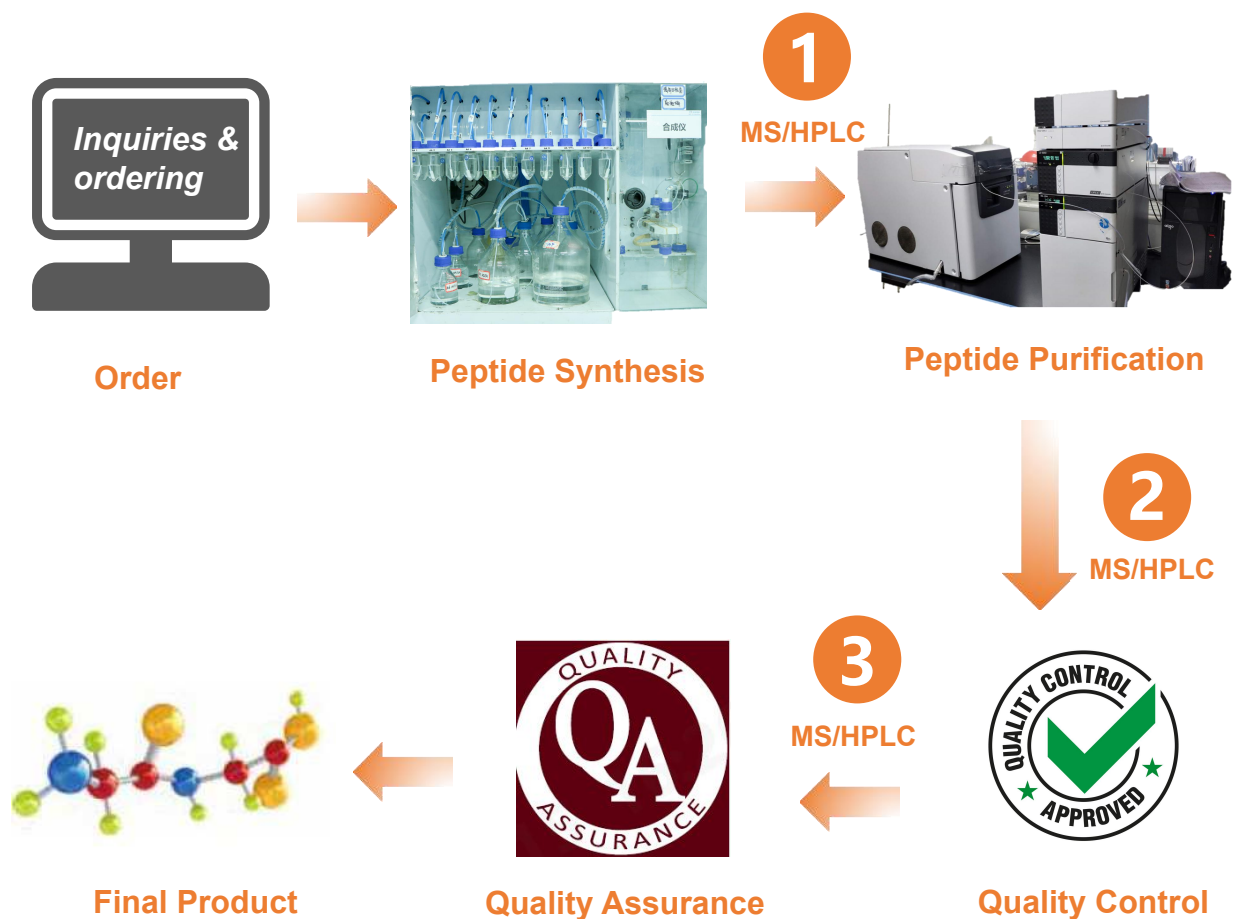 Inquiries &
ordering
Order
合成仪
Peptide Synthesis
1
MS/HPLC
Peptide Purification
2
MS/HPLC
QUALITY CONTROL
APPROVED
Quality Control
3
MS/HPLC
QUALITY
QA
ASSURANCE
Quality Assurance
Final Product